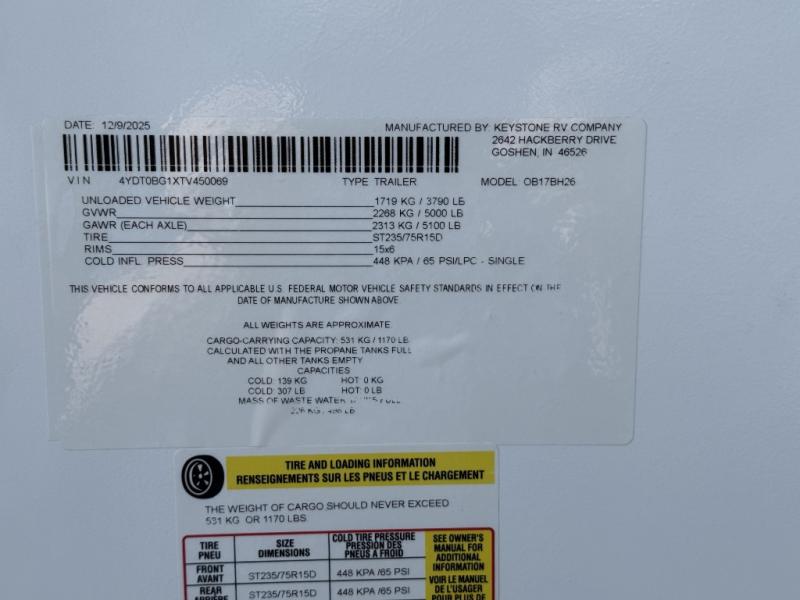 DATE: 12/9/2025 MANUFACTURED BY: KEYSTONE RV COMPANY
2642 HACKBERRY DRIVE
GOSHEN, IN 46526
VIN 4YDT0BG1XTV450069 TYPE TRAILER MODEL OB17BH26
UNLOADED VEHICLE WEIGHT 1719 KG / 3790 LB
GVWR 2268 KG / 5000 LB
GAWR (EACH AXLE) 2313 KG / 5100 LB
TIRE ST235/75R15D
RIMS 15x6
COLD INFL. PRESS 448 KPA / 65 PSI/LPC - SINGLE
THIS VEHICLE CONFORMS TO ALL APPLICABLE U.S. FEDERAL MOTOR VEHICLE SAFETY STANDARDS IN EFFECT ON THE
DATE OF MANUFACTURE SHOWN ABOVE.
ALL WEIGHTS ARE APPROXIMATE
CARGO-CARRYING CAPACITY: 531 KG / 1170 LB
CALCULATED WITH THE PROPANE TANKS FULL
AND ALL OTHER TANKS EMPTY
CAPACITIES
COLD: 139 KG HOT: 0 KG
COLD: 307 LB HOT: 0 LB
MASS OF WASTE WATER
TIRE AND LOADING INFORMATION
RENSEIGNEMENTS SUR LES PNEUS ET LE CHARGEMENT
THE WEIGHT OF CARGO SHOULD NEVER EXCEED
531 KG OR 1170 LBS
TIRE PNEU
SIZE DIMENSIONS
COLD TIRE PRESSURE
PRESSION DES
PNEUS A FROID
SEE OWNER'S
MANUAL FOR
ADDITIONAL
INFORMATION
VOIR LE MANUEL
DE L'USAGER
POUR PLUS DE
FRONT AVANT ST235/75R15D 448 KPA /65 PSI
REAR ARRIÈRE ST235/75R15D 448 KPA /65 PSI